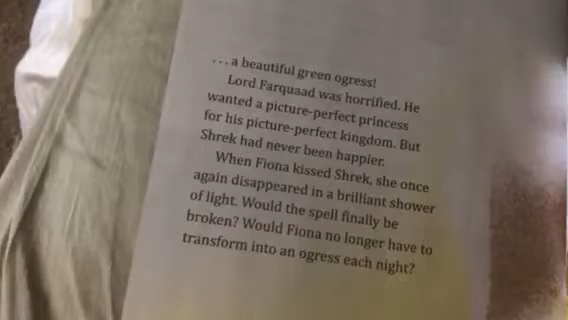 ... a beautiful green ogress!
Lord Farquaad was horrified. He
wanted a picture-perfect princess
for his picture-perfect kingdom. But
Shrek had never been happier.
When Fiona kissed Shrek, she once
again disappeared in a brilliant shower
of light. Would the spell finally be
broken? Would Fiona no longer have to
transform into an ogress each night?